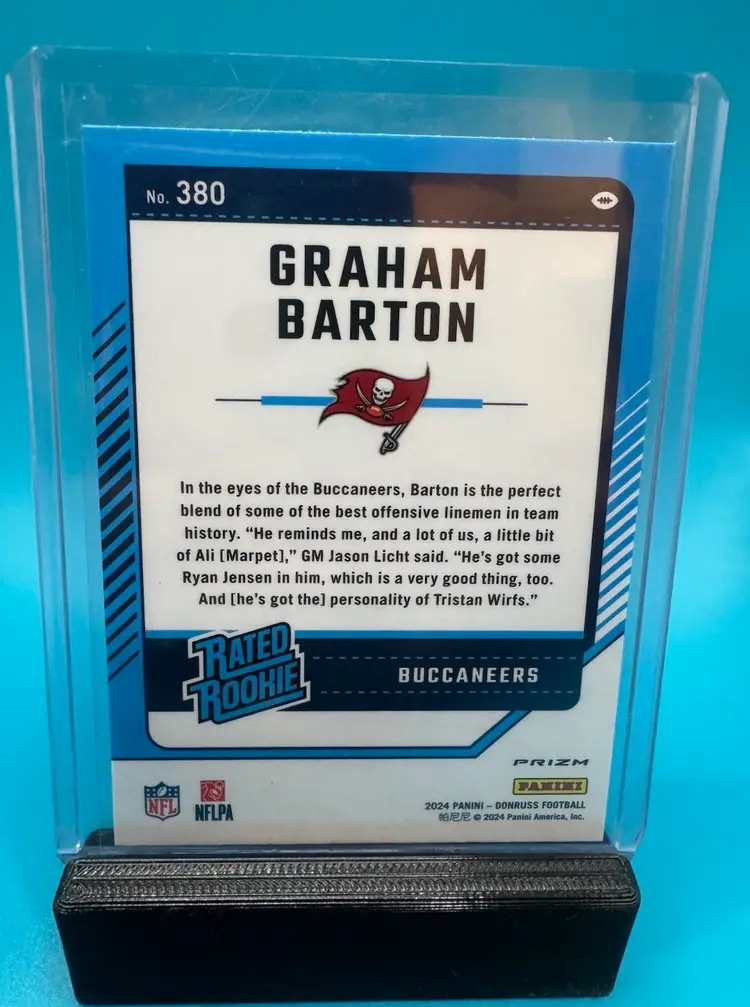 No. 380
GRAHAM
BARTON
In the eyes of the Buccaneers, Barton is the perfect
blend of some of the best offensive linemen in team
history. “He reminds me, and a lot of us, a little bit
of Ali [Marpet],” GM Jason Licht said. “He’s got some
Ryan Jensen in him, which is a very good thing, too.
And [he’s got the] personality of Tristan Wirfs.”
RATED
ROOKIE
BUCCANEERS
PRIZM
PANINI
NFL
NFLPA
2024 PANINI – DONRUSS FOOTBALL
帕尼尼 © 2024 Panini America, Inc.